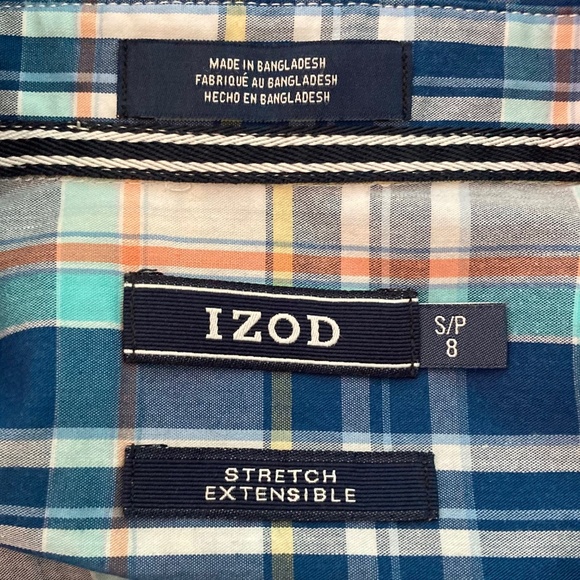 MADE IN BANGLADESH
FABRIQUÉ AU BANGLADESH
HECHO EN BANGLADESH
IZOD
S/P
8
STRETCH
EXTENSIBLE